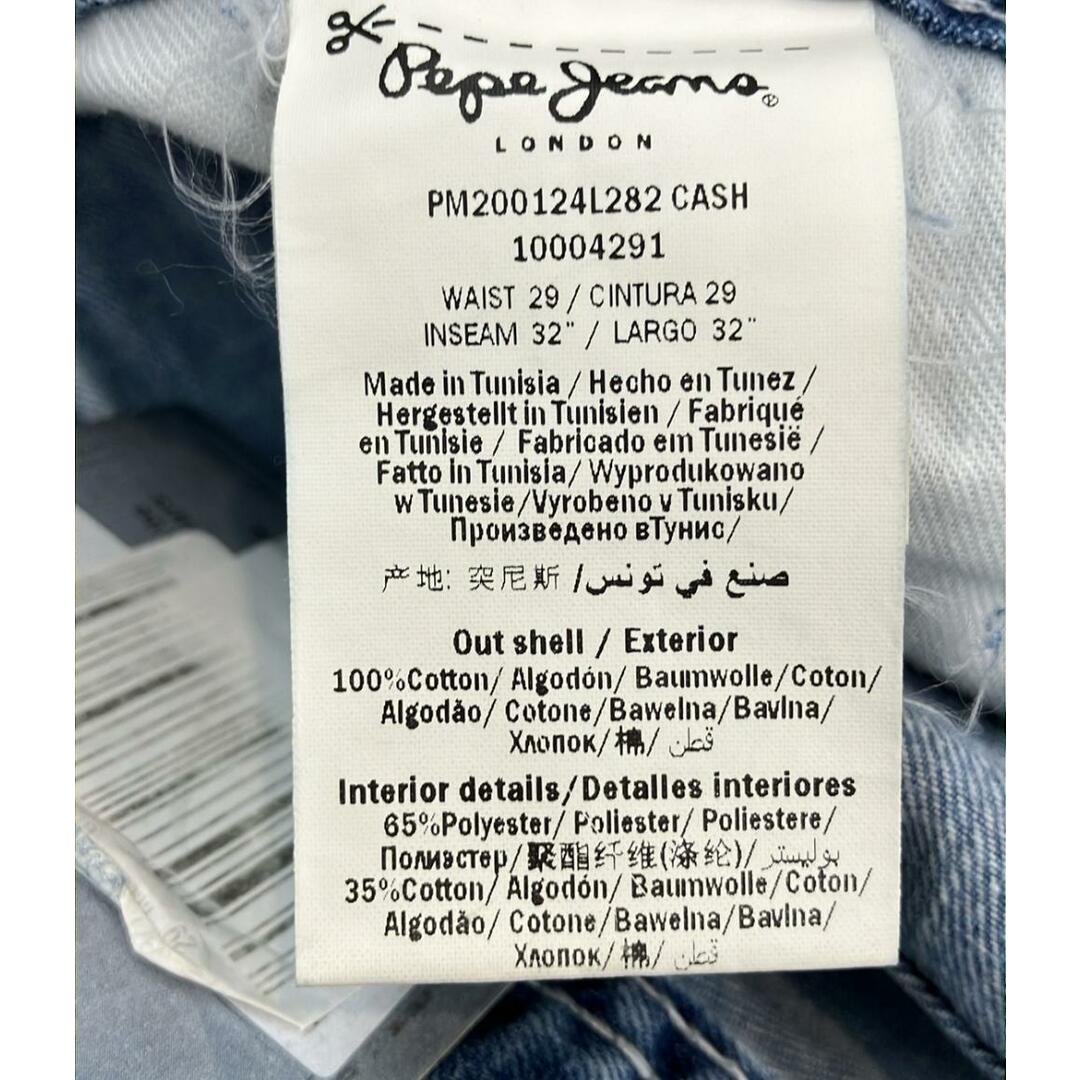 Pepe Jeans®
LONDON
PM200124L282 CASH
10004291
WAIST 29 / CINTURA 29
INSEAM 32" / LARGO 32"
Made in Tunisia / Hecho en Tunez /
Hergestellt in Tunisien / Fabriqué
en Tunisie / Fabricado em Tunesië /
Fatto in Tunisia/ Wyprodukowano
w Tunesie/Vyrobeno v Tunisku/
Произведено вТунис/
产地: 突尼斯/ صنع في تونس
Out shell / Exterior
100%Cotton/ Algodón/ Baumwolle/Coton/
Algodão/ Cotone/Bawelna/Bavlna/
Хлопок/棉/ قطن
Interior details/Detalles interiores
65%Polyester/ Poliester/ Poliestere/
Полиэстер/聚酯纤维(涤纶)/ بوليستر
35%Cotton/ Algodón/ Baumwolle/Coton/
Algodão/ Cotone/Bawelna/Bavlna/
Хлопок/棉/ قطن